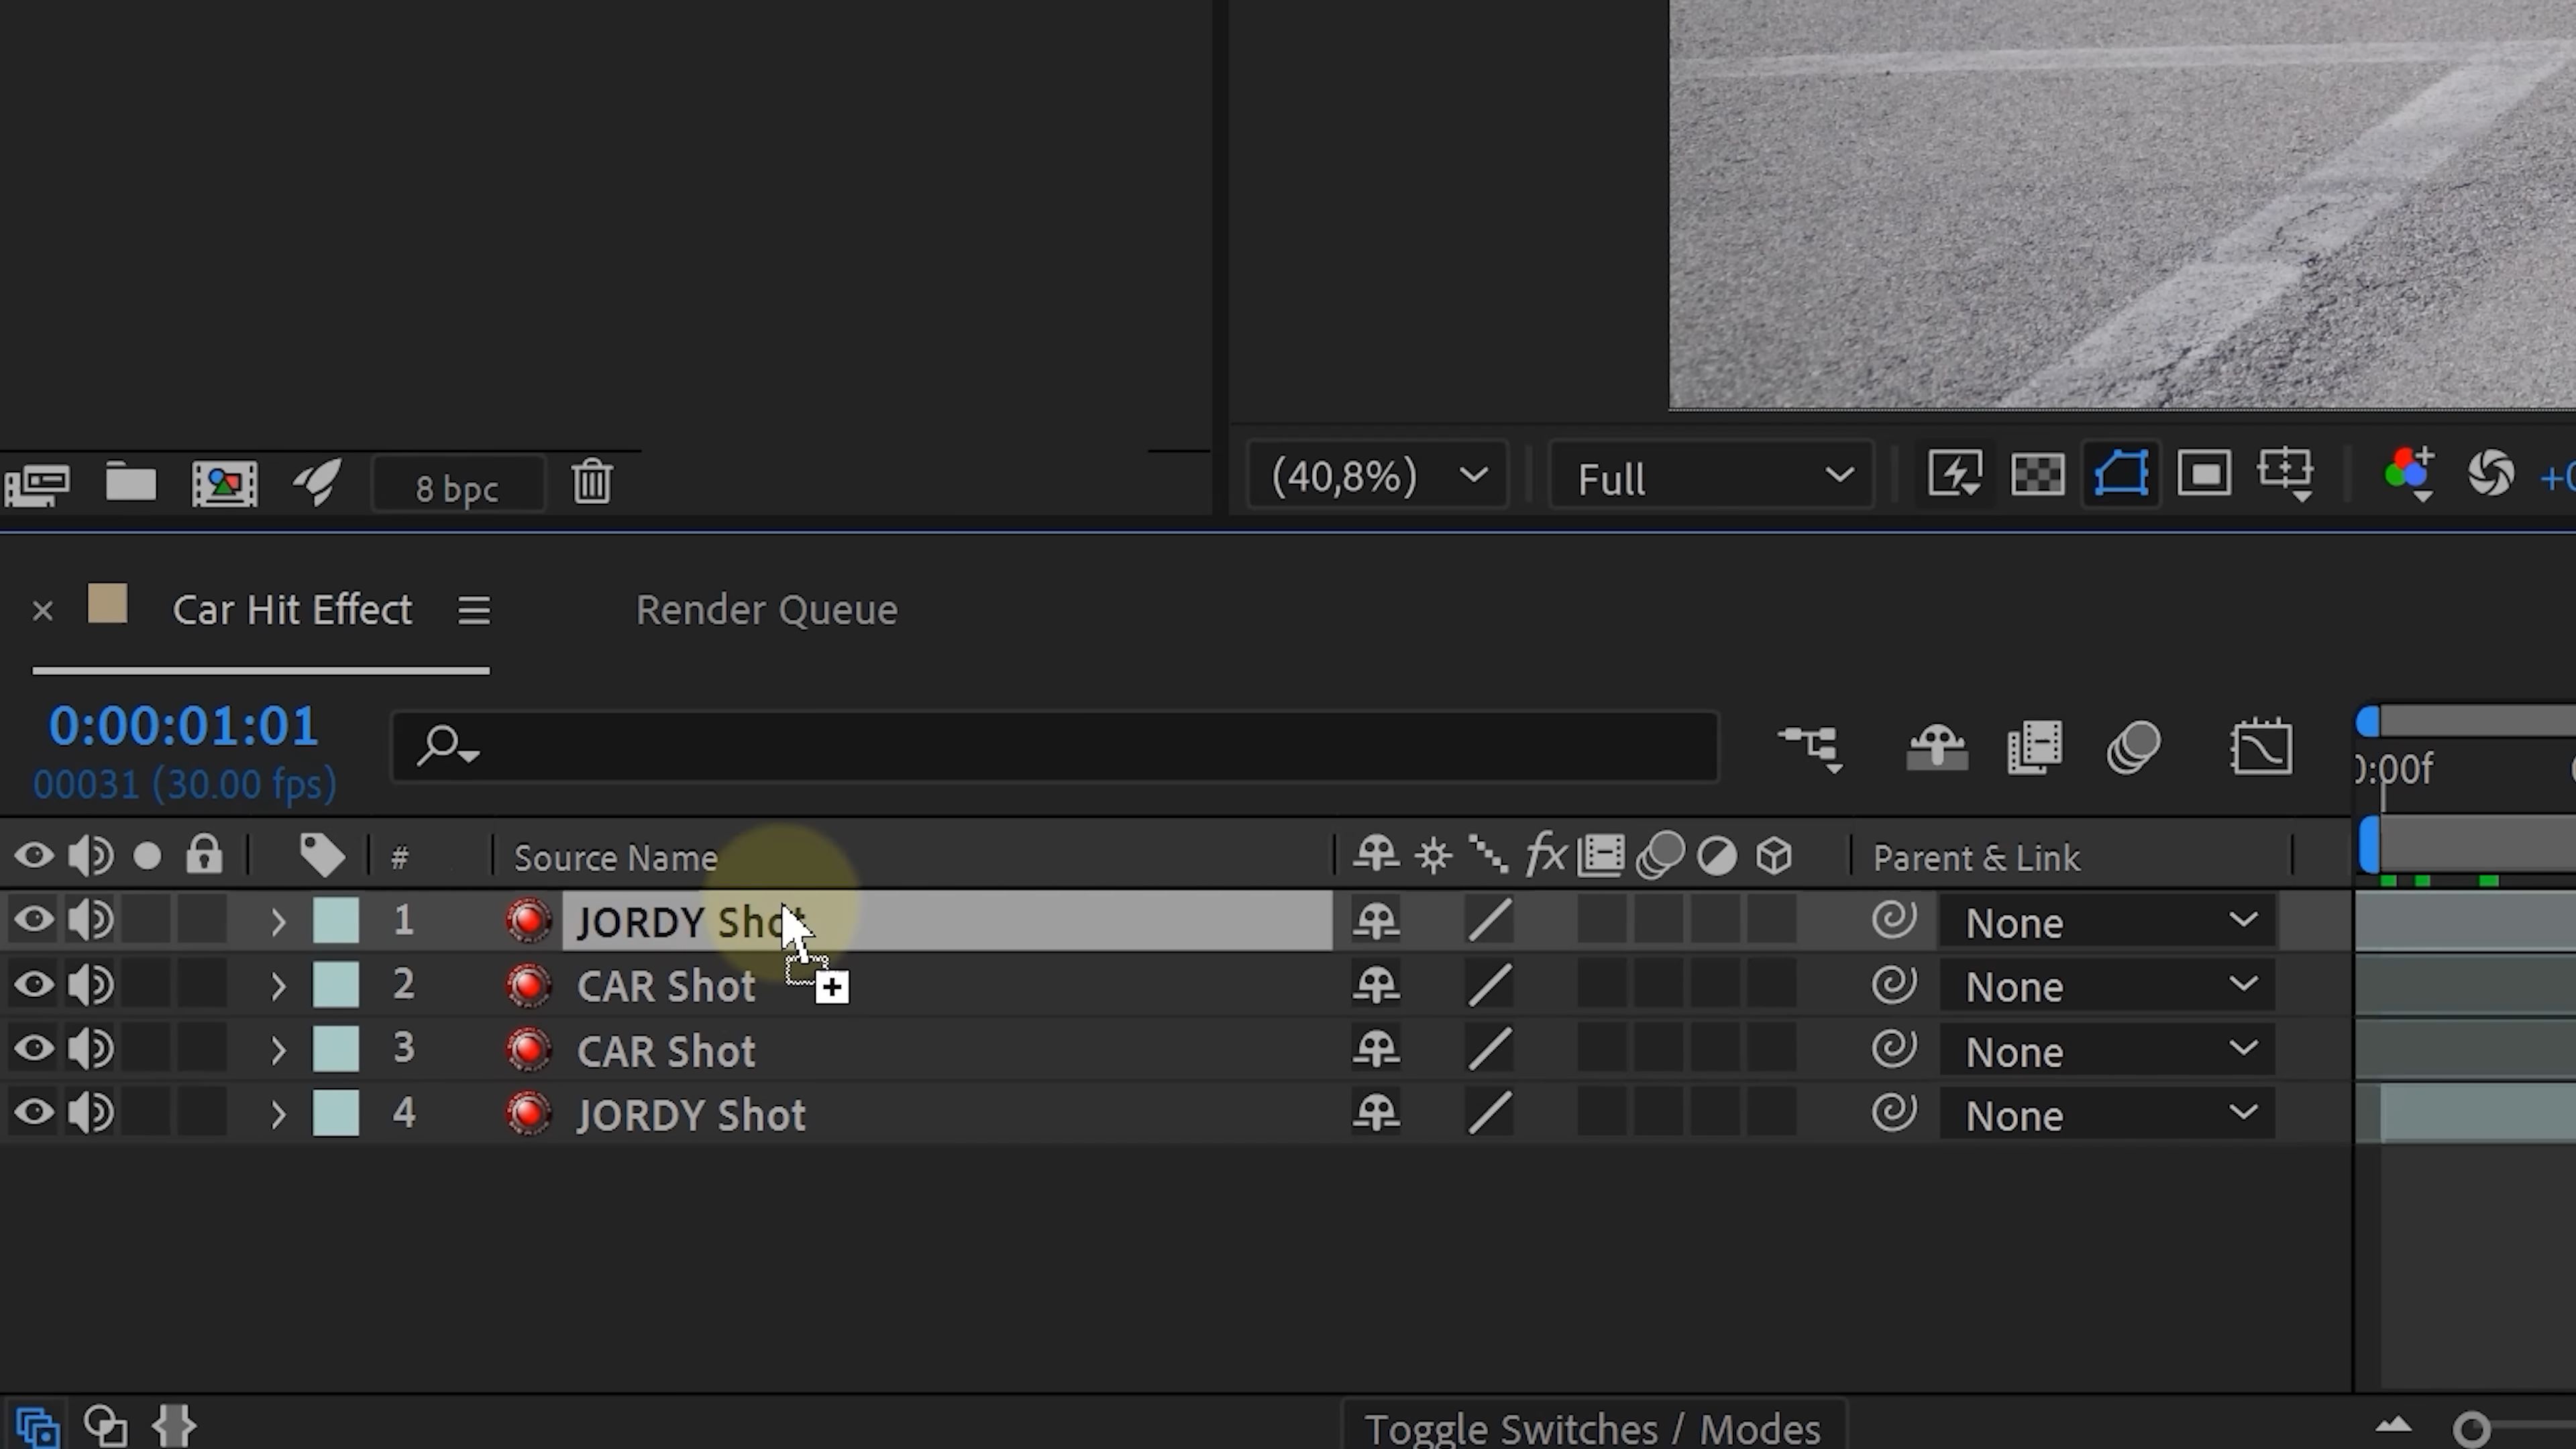 8 bpc
(40,8%)
Full
+0
Car Hit Effect
Render Queue
0:00:01:01
00031 (30.00 fps)
0:00f
#
Source Name
fx
Parent & Link
1
JORDY Shot
None
2
CAR Shot
None
3
CAR Shot
None
4
JORDY Shot
None
Toggle Switches / Modes